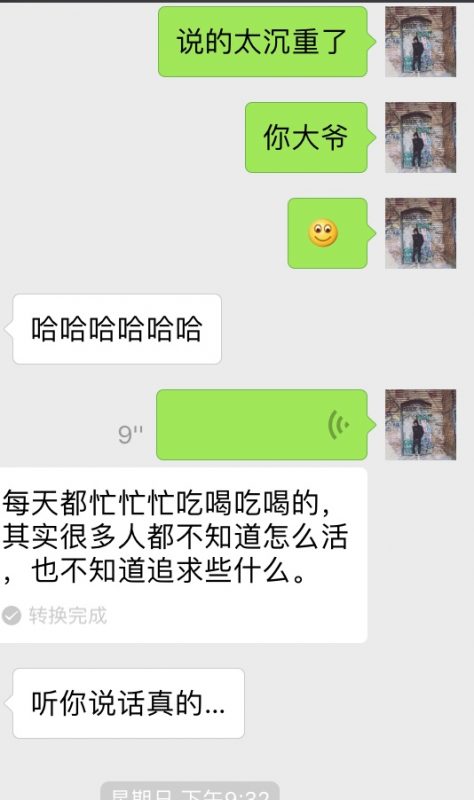 说的太沉重了
你大爷
哈哈哈哈哈哈
9''
每天都忙忙忙吃喝吃喝的，
其实很多人都不知道怎么活
，也不知道追求些什么。
转换完成
听你说话真的...
星期日 下午9:32